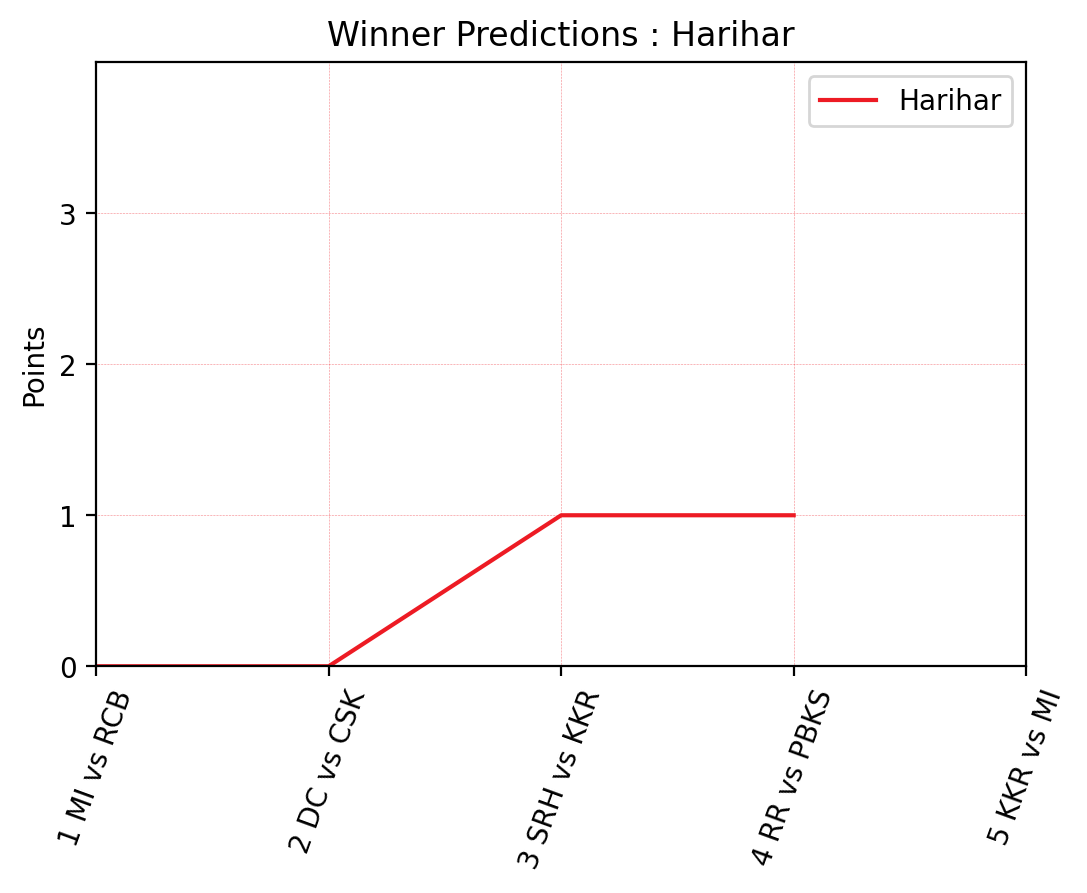 Winner Predictions : Harihar
Harihar
Points
3
2
1
0
1 MI vs RCB
2 DC vs CSK
3 SRH vs KKR
4 RR vs PBKS
5 KKR vs MI